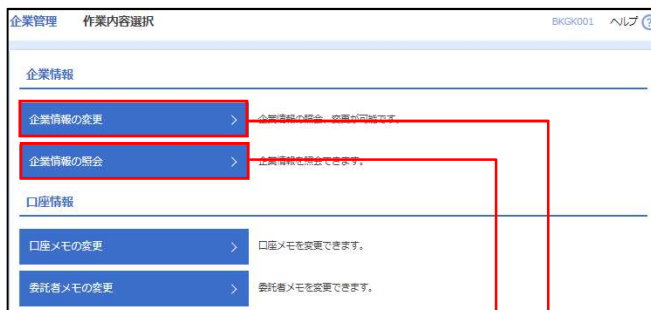 企業管理 作業内容選択 BKGK001 ヘルプ ?
企業情報
企業情報の変更 > 企業情報の照会、変更が可能です。
企業情報の照会 > 企業情報を照会できます。
口座情報
口座メモの変更 > 口座メモを変更できます。
委託者メモの変更 > 委託者メモを変更できます。